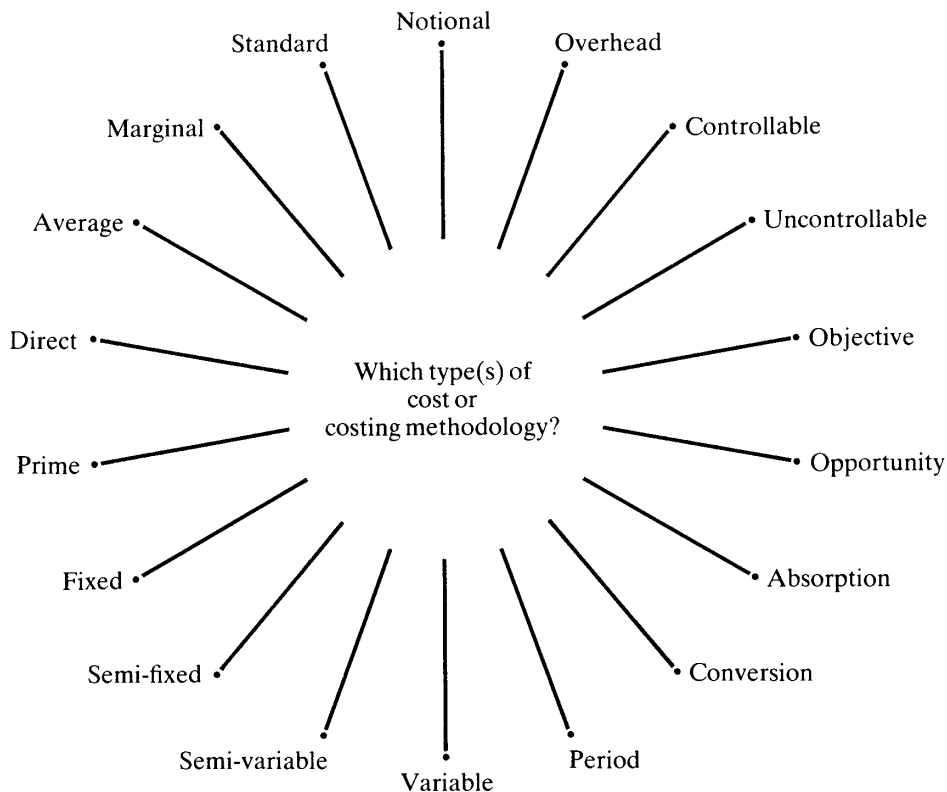 Notional
Standard
Overhead
Marginal
Controllable
Average
Uncontrollable
Direct
Objective
Which type(s) of
cost or
costing methodology?
Prime
Opportunity
Fixed
Absorption
Semi-fixed
Conversion
Semi-variable
Period
Variable